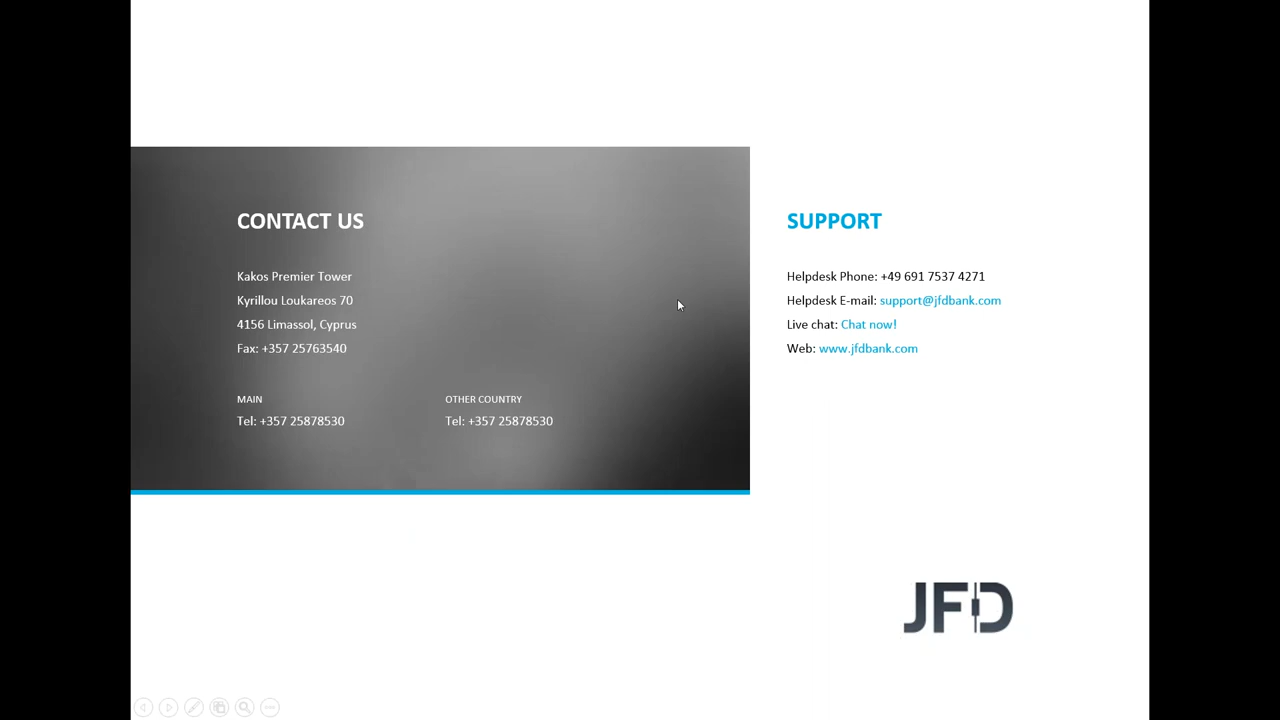 CONTACT US
Kakos Premier Tower
Kyrillou Loukareos 70
4156 Limassol, Cyprus
Fax: +357 25763540
MAIN
Tel: +357 25878530
OTHER COUNTRY
Tel: +357 25878530
SUPPORT
Helpdesk Phone: +49 691 7537 4271
Helpdesk E-mail: support@jfdbank.com
Live chat: Chat now!
Web: www.jfdbank.com
JFD